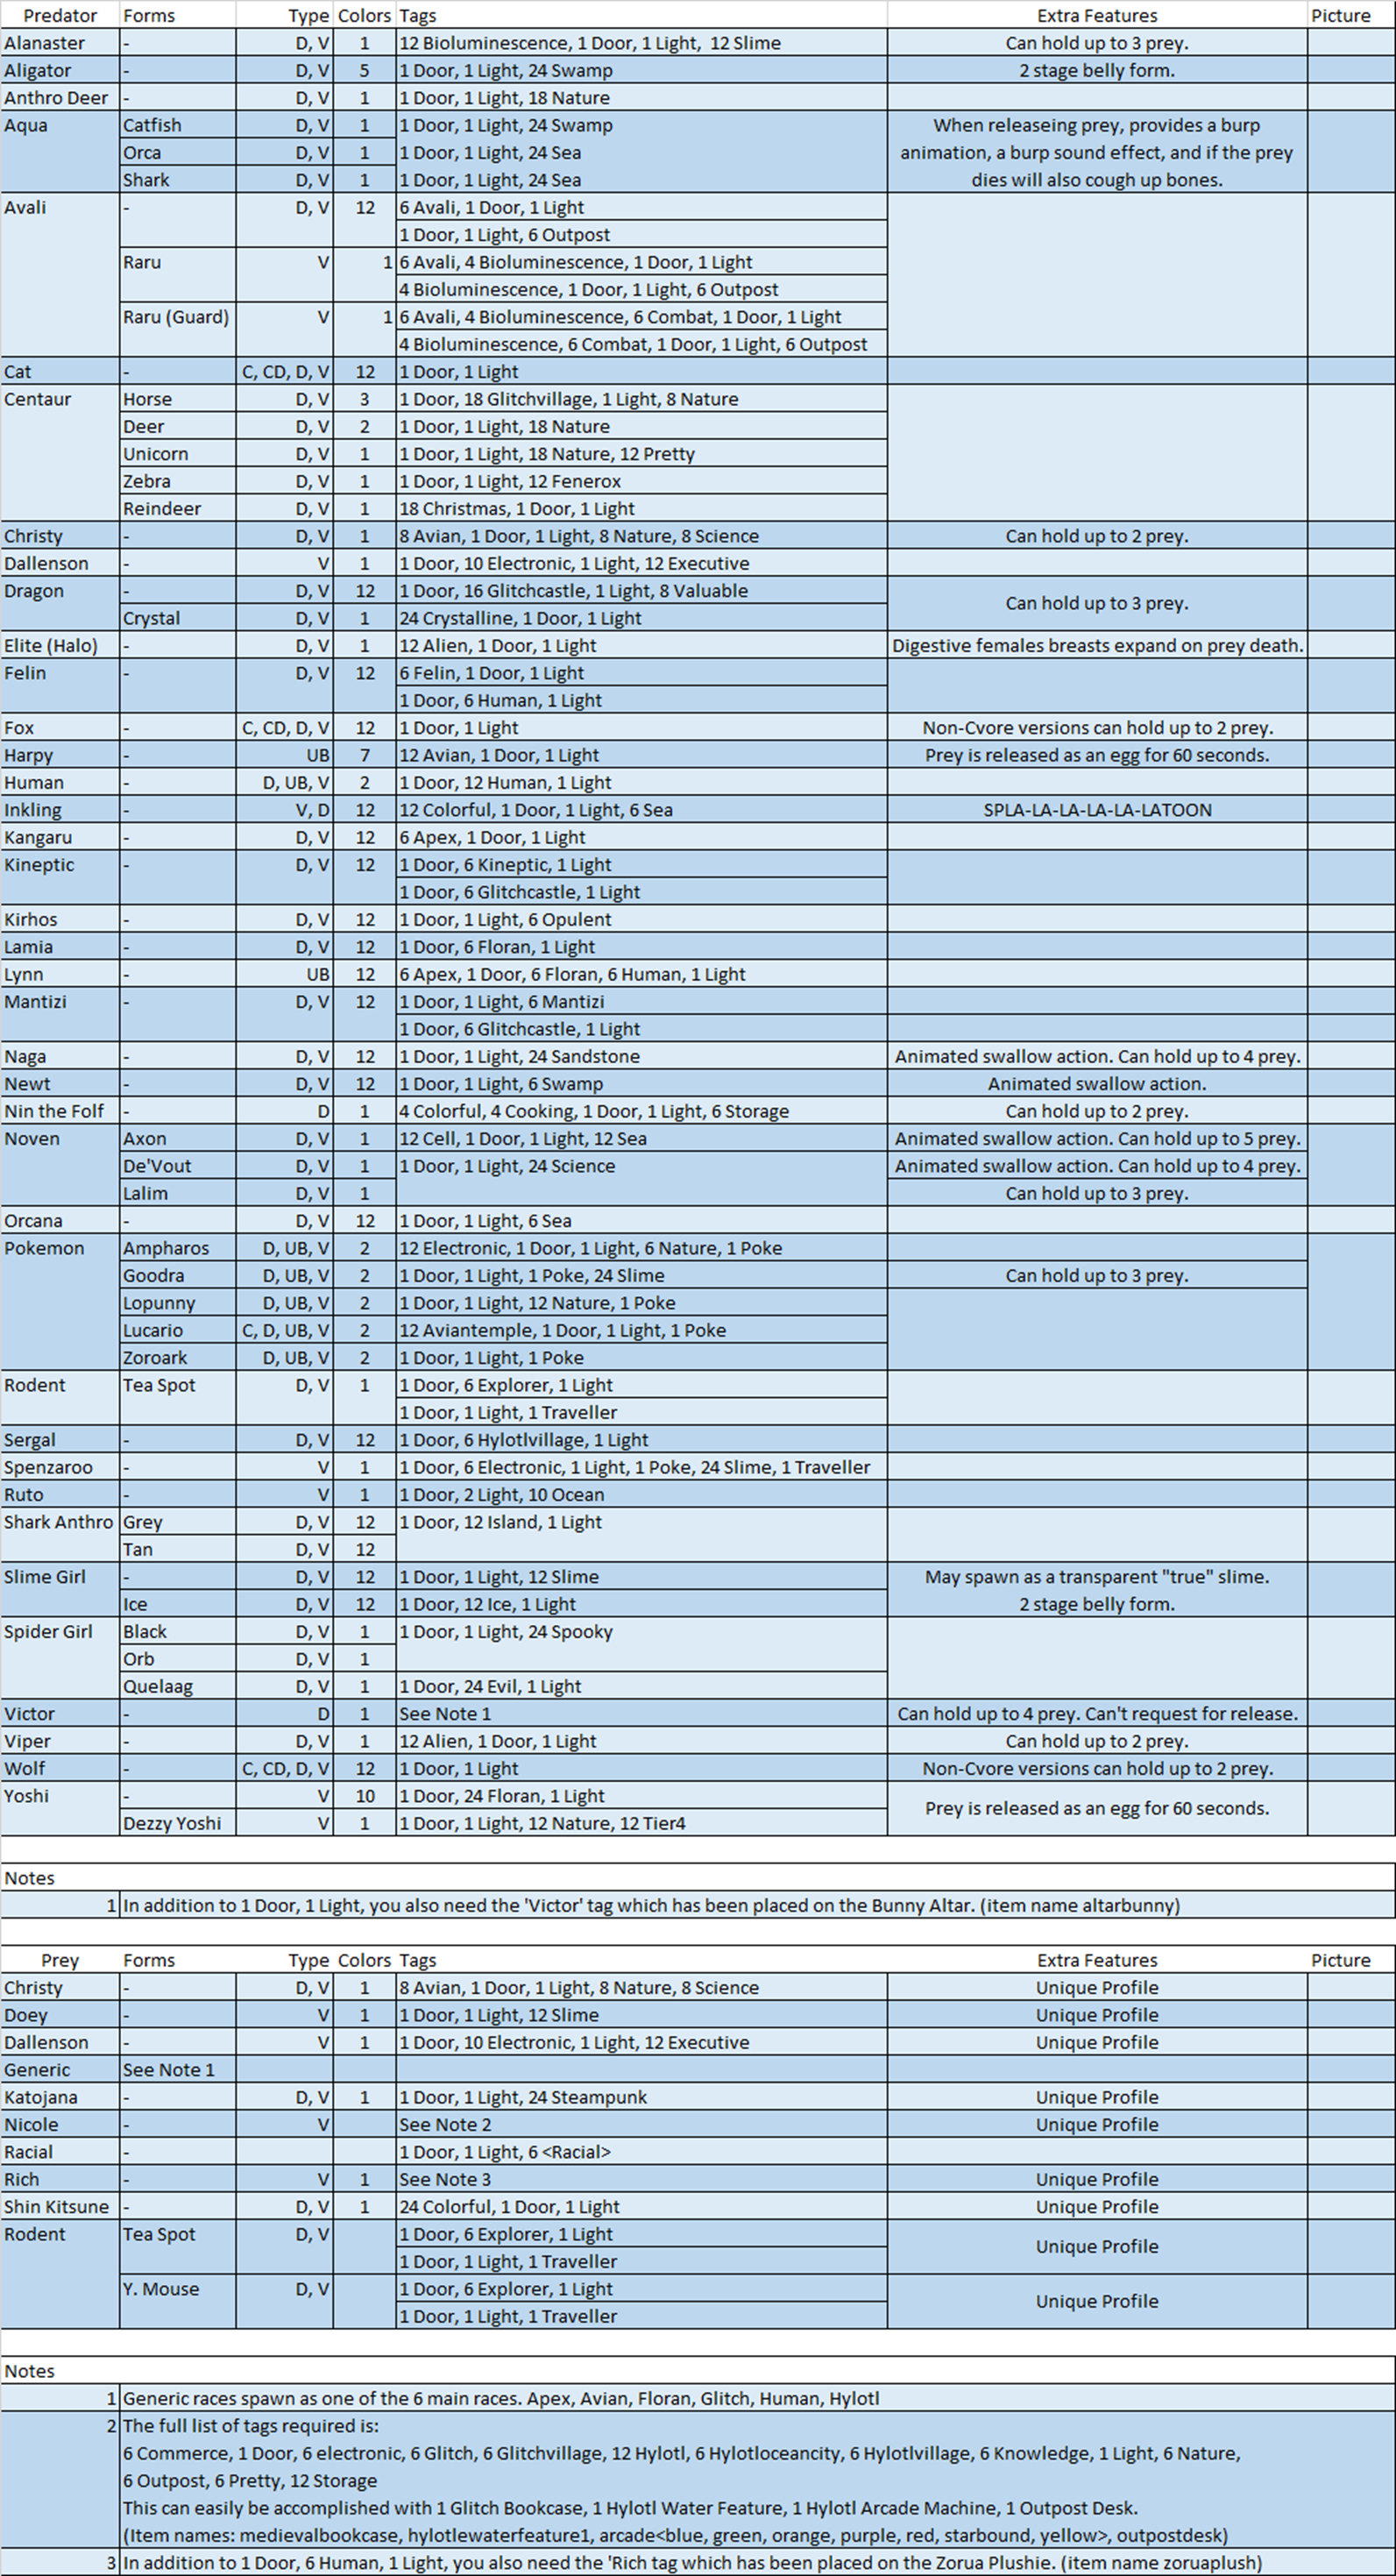 Predator Forms Type Colors Tags Extra Features Picture
Alanaster - D, V 1 12 Bioluminescence, 1 Door, 1 Light, 12 Slime Can hold up to 3 prey.
Aligator - D, V 5 1 Door, 1 Light, 24 Swamp 2 stage belly form.
Anthro Deer - D, V 1 1 Door, 1 Light, 18 Nature
Aqua Catfish D, V 1 1 Door, 1 Light, 24 Swamp When releaseing prey, provides a burp
Orca D, V 1 1 Door, 1 Light, 24 Sea animation, a burp sound effect, and if the prey
Shark D, V 1 1 Door, 1 Light, 24 Sea dies will also cough up bones.
Avali - D, V 12 6 Avali, 1 Door, 1 Light
1 Door, 1 Light, 6 Outpost
Raru V 1 6 Avali, 4 Bioluminescence, 1 Door, 1 Light
4 Bioluminescence, 1 Door, 1 Light, 6 Outpost
Raru (Guard) V 1 6 Avali, 4 Bioluminescence, 6 Combat, 1 Door, 1 Light
4 Bioluminescence, 6 Combat, 1 Door, 1 Light, 6 Outpost
Cat - C, CD, D, V 12 1 Door, 1 Light
Centaur Horse D, V 3 1 Door, 18 Glitchvillage, 1 Light, 8 Nature
Deer D, V 2 1 Door, 1 Light, 18 Nature
Unicorn D, V 1 1 Door, 1 Light, 18 Nature, 12 Pretty
Zebra D, V 1 1 Door, 1 Light, 12 Fenerox
Reindeer D, V 1 18 Christmas, 1 Door, 1 Light
Christy - D, V 1 8 Avian, 1 Door, 1 Light, 8 Nature, 8 Science Can hold up to 2 prey.
Dallenson - V 1 1 Door, 10 Electronic, 1 Light, 12 Executive
Dragon - D, V 12 1 Door, 16 Glitchcastle, 1 Light, 8 Valuable
Can hold up to 3 prey.
Crystal D, V 1 24 Crystalline, 1 Door, 1 Light
Elite (Halo) - D, V 1 12 Alien, 1 Door, 1 Light Digestive females breasts expand on prey death.
Felin - D, V 12 6 Felin, 1 Door, 1 Light
1 Door, 6 Human, 1 Light
Fox - C, CD, D, V 12 1 Door, 1 Light Non-Cvore versions can hold up to 2 prey.
Harpy - UB 7 12 Avian, 1 Door, 1 Light Prey is released as an egg for 60 seconds.
Human - D, UB, V 2 1 Door, 12 Human, 1 Light
Inkling - V, D 12 12 Colorful, 1 Door, 1 Light, 6 Sea SPLA-LA-LA-LA-LA-LATOON
Kangaru - D, V 12 6 Apex, 1 Door, 1 Light
Kineptic - D, V 12 1 Door, 6 Kineptic, 1 Light
1 Door, 6 Glitchcastle, 1 Light
Kirhos - D, V 12 1 Door, 1 Light, 6 Opulent
Lamia - D, V 12 1 Door, 6 Floran, 1 Light
Lynn - UB 12 6 Apex, 1 Door, 6 Floran, 6 Human, 1 Light
Mantizi - D, V 12 1 Door, 1 Light, 6 Mantizi
1 Door, 6 Glitchcastle, 1 Light
Naga - D, V 12 1 Door, 1 Light, 24 Sandstone Animated swallow action. Can hold up to 4 prey.
Newt - D, V 12 1 Door, 1 Light, 6 Swamp Animated swallow action.
Nin the Folf - D 1 4 Colorful, 4 Cooking, 1 Door, 1 Light, 6 Storage Can hold up to 2 prey.
Noven Axon D, V 1 12 Cell, 1 Door, 1 Light, 12 Sea Animated swallow action. Can hold up to 5 prey.
De'Vout D, V 1 1 Door, 1 Light, 24 Science Animated swallow action. Can hold up to 4 prey.
Lalim D, V 1 Can hold up to 3 prey.
Orcana - D, V 12 1 Door, 1 Light, 6 Sea
Pokemon Ampharos D, UB, V 2 12 Electronic, 1 Door, 1 Light, 6 Nature, 1 Poke
Goodra D, UB, V 2 1 Door, 1 Light, 1 Poke, 24 Slime Can hold up to 3 prey.
Lopunny D, UB, V 2 1 Door, 1 Light, 12 Nature, 1 Poke
Lucario C, D, UB, V 2 12 Aviantemple, 1 Door, 1 Light, 1 Poke
Zoroark D, UB, V 2 1 Door, 1 Light, 1 Poke
Rodent Tea Spot D, V 1 1 Door, 6 Explorer, 1 Light
1 Door, 1 Light, 1 Traveller
Sergal - D, V 12 1 Door, 6 Hylotlvillage, 1 Light
Spenzaroo - V 1 1 Door, 6 Electronic, 1 Light, 1 Poke, 24 Slime, 1 Traveller
Ruto - V 1 1 Door, 2 Light, 10 Ocean
Shark Anthro Grey D, V 12 1 Door, 12 Island, 1 Light
Tan D, V 12
Slime Girl - D, V 12 1 Door, 1 Light, 12 Slime May spawn as a transparent "true" slime.
Ice D, V 12 1 Door, 12 Ice, 1 Light 2 stage belly form.
Spider Girl Black D, V 1 1 Door, 1 Light, 24 Spooky
Orb D, V 1
Quelaag D, V 1 1 Door, 24 Evil, 1 Light
Victor - D 1 See Note 1 Can hold up to 4 prey. Can't request for release.
Viper - D, V 1 12 Alien, 1 Door, 1 Light Can hold up to 2 prey.
Wolf - C, CD, D, V 12 1 Door, 1 Light Non-Cvore versions can hold up to 2 prey.
Yoshi - V 10 1 Door, 24 Floran, 1 Light
Prey is released as an egg for 60 seconds.
Dezzy Yoshi V 1 1 Door, 1 Light, 12 Nature, 12 Tier4
Notes
1 In addition to 1 Door, 1 Light, you also need the 'Victor' tag which has been placed on the Bunny Altar. (item name altarbunny)
Prey Forms Type Colors Tags Extra Features Picture
Christy - D, V 1 8 Avian, 1 Door, 1 Light, 8 Nature, 8 Science Unique Profile
Doey - V 1 1 Door, 1 Light, 12 Slime Unique Profile
Dallenson - V 1 1 Door, 10 Electronic, 1 Light, 12 Executive Unique Profile
Generic See Note 1
Katojana - D, V 1 1 Door, 1 Light, 24 Steampunk Unique Profile
Nicole - V See Note 2 Unique Profile
Racial - 1 Door, 1 Light, 6 <Racial>
Rich - V 1 See Note 3 Unique Profile
Shin Kitsune - D, V 1 24 Colorful, 1 Door, 1 Light Unique Profile
Rodent Tea Spot D, V 1 Door, 6 Explorer, 1 Light
Unique Profile
1 Door, 1 Light, 1 Traveller
Y. Mouse D, V 1 Door, 6 Explorer, 1 Light
Unique Profile
1 Door, 1 Light, 1 Traveller
Notes
1 Generic races spawn as one of the 6 main races. Apex, Avian, Floran, Glitch, Human, Hylotl
2 The full list of tags required is:
6 Commerce, 1 Door, 6 electronic, 6 Glitch, 6 Glitchvillage, 12 Hylotl, 6 Hylotloceancity, 6 Hylotlvillage, 6 Knowledge, 1 Light, 6 Nature,
6 Outpost, 6 Pretty, 12 Storage
This can easily be accomplished with 1 Glitch Bookcase, 1 Hylotl Water Feature, 1 Hylotl Arcade Machine, 1 Outpost Desk.
(Item names: medievalbookcase, hylotlewaterfeature1, arcade<blue, green, orange, purple, red, starbound, yellow>, outpostdesk)
3 In addition to 1 Door, 6 Human, 1 Light, you also need the 'Rich tag which has been placed on the Zorua Plushie. (item name zoruaplush)